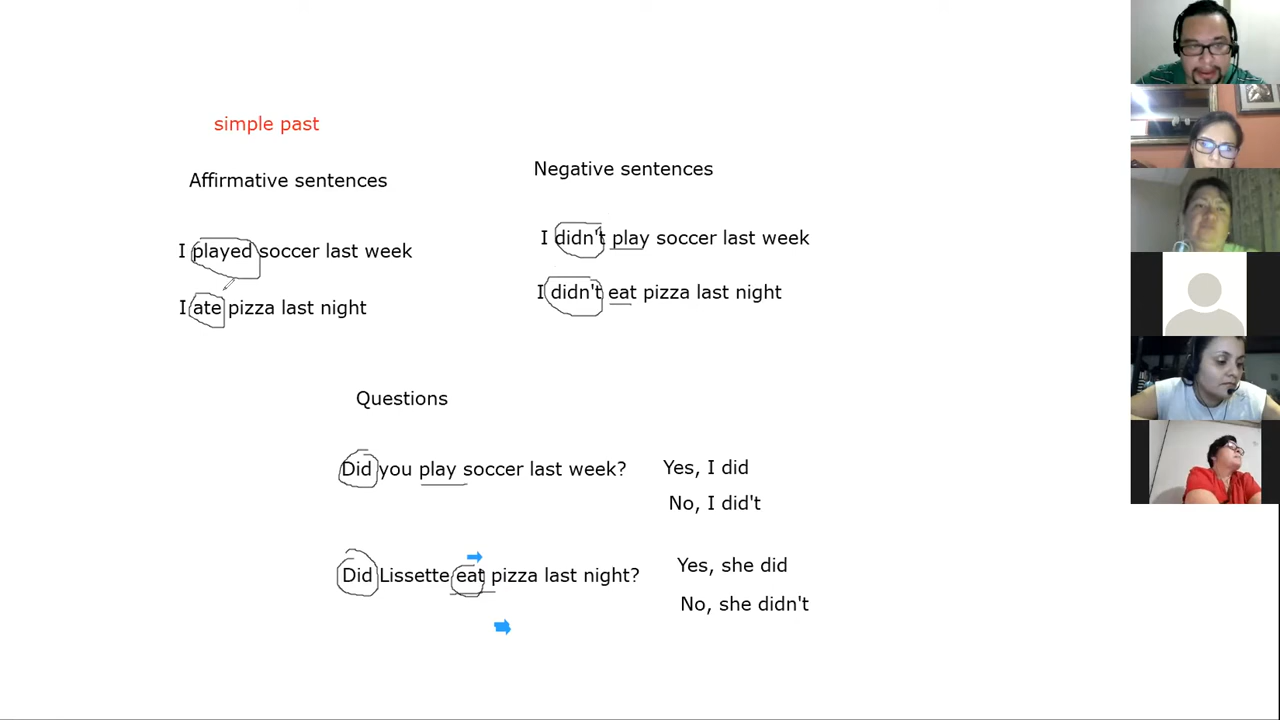 simple past
Affirmative sentences
I played soccer last week
I ate pizza last night
Negative sentences
I didn't play soccer last week
I didn't eat pizza last night
Questions
Did you play soccer last week?
Yes, I did
No, I did't
Did Lissette eat pizza last night?
Yes, she did
No, she didn't